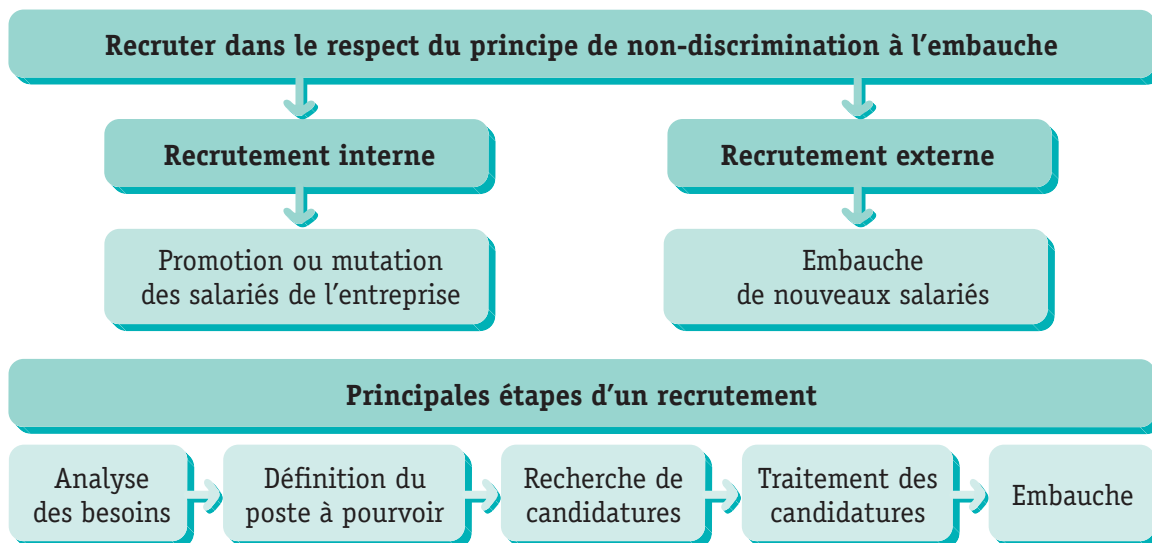 Recruter dans le respect du principe de non-discrimination à l’embauche
Recrutement interne
Recrutement externe
Promotion ou mutation
des salariés de l’entreprise
Embauche
de nouveaux salariés
Principales étapes d’un recrutement
Analyse
des besoins
Définition du
poste à pourvoir
Recherche de
candidatures
Traitement des
candidatures
Embauche